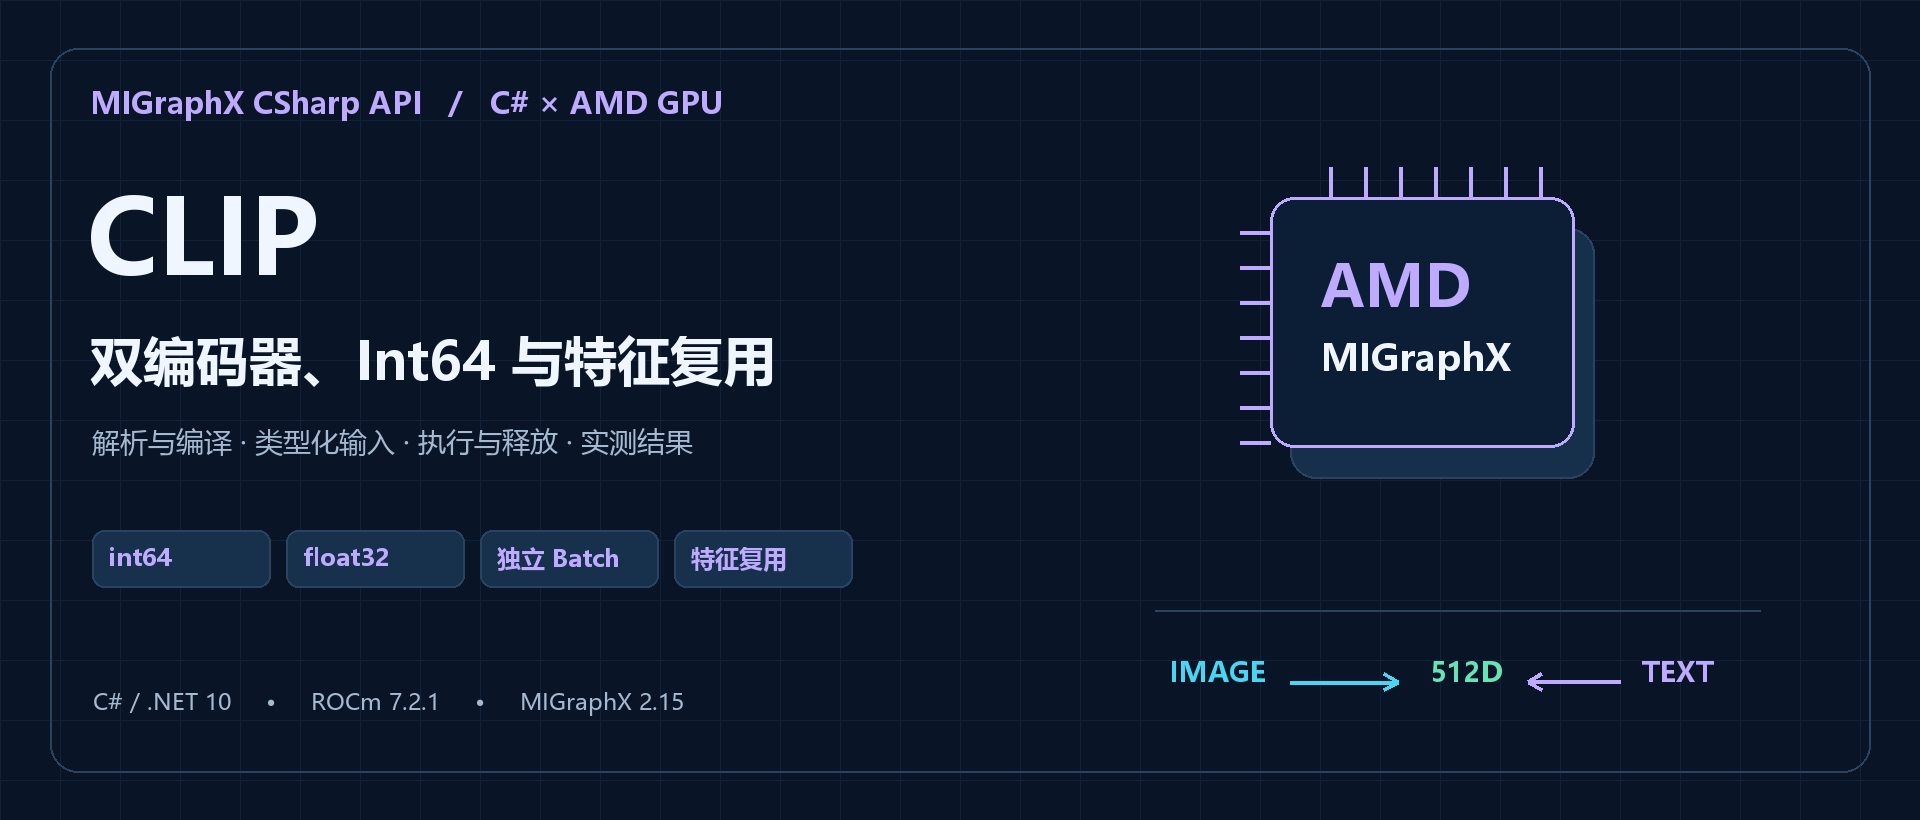 MIGraphX CSharp API / C# × AMD GPU
CLIP
双编码器、Int64 与特征复用
解析与编译 · 类型化输入 · 执行与释放 · 实测结果
int64 float32 独立 Batch 特征复用
C# / .NET 10 • ROCm 7.2.1 • MIGraphX 2.15
AMD
MIGraphX
IMAGE 512D TEXT